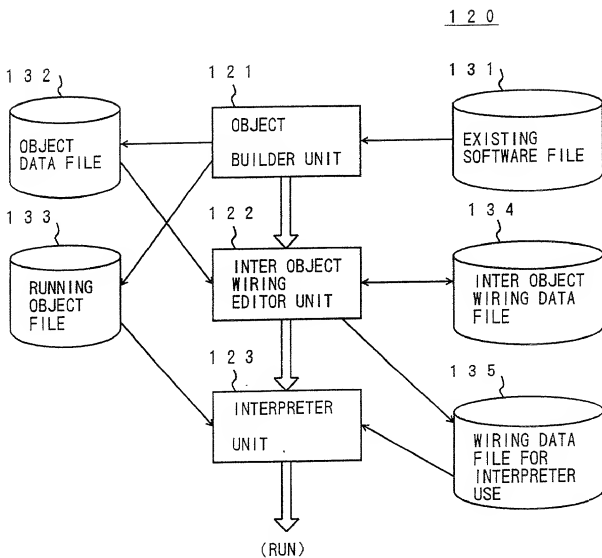 120
132
121
131
OBJECT
DATA FILE
OBJECT
BUILDER UNIT
EXISTING
SOFTWARE FILE
133
122
134
RUNNING
OBJECT
FILE
INTER OBJECT
WIRING
EDITOR UNIT
INTER OBJECT
WIRING DATA
FILE
123
135
INTERPRETER
UNIT
WIRING DATA
FILE FOR
INTERPRETER
USE
(RUN)